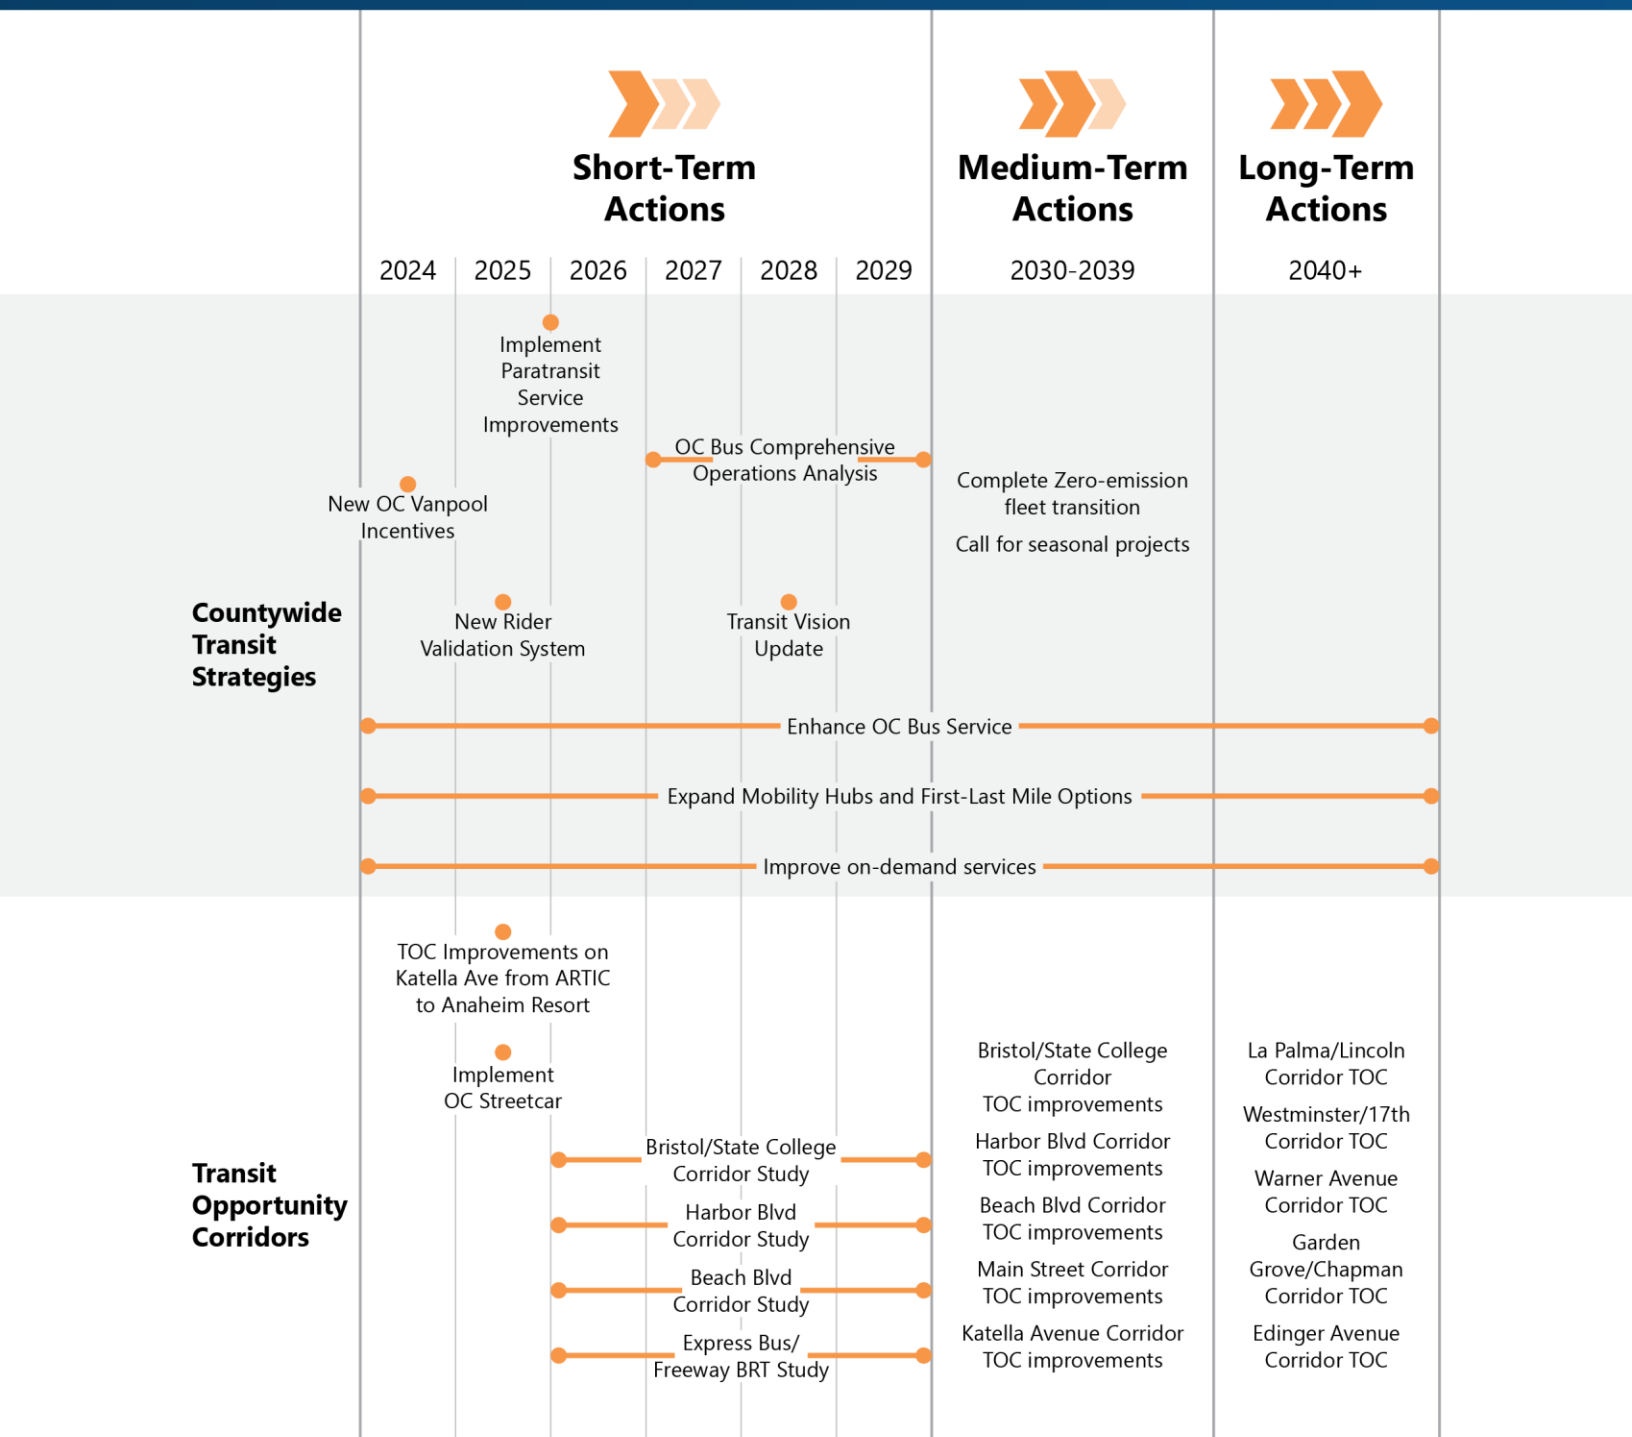 Short-Term
Actions
Medium-Term
Actions
Long-Term
Actions
2024
2025
2026
2027
2028
2029
2030-2039
2040+
Countywide
Transit
Strategies
Implement
Paratransit
Service
Improvements
OC Bus Comprehensive
Operations Analysis
New OC Vanpool
Incentives
Complete Zero-emission
fleet transition
Call for seasonal projects
New Rider
Validation System
Transit Vision
Update
Enhance OC Bus Service
Expand Mobility Hubs and First-Last Mile Options
Improve on-demand services
Transit
Opportunity
Corridors
TOC Improvements on
Katella Ave from ARTIC
to Anaheim Resort
Implement
OC Streetcar
Bristol/State College
Corridor Study
Harbor Blvd
Corridor Study
Beach Blvd
Corridor Study
Express Bus/
Freeway BRT Study
Bristol/State College
Corridor
TOC improvements
Harbor Blvd Corridor
TOC improvements
Beach Blvd Corridor
TOC improvements
Main Street Corridor
TOC improvements
Katella Avenue Corridor
TOC improvements
La Palma/Lincoln
Corridor TOC
Westminster/17th
Corridor TOC
Warner Avenue
Corridor TOC
Garden
Grove/Chapman
Corridor TOC
Edinger Avenue
Corridor TOC